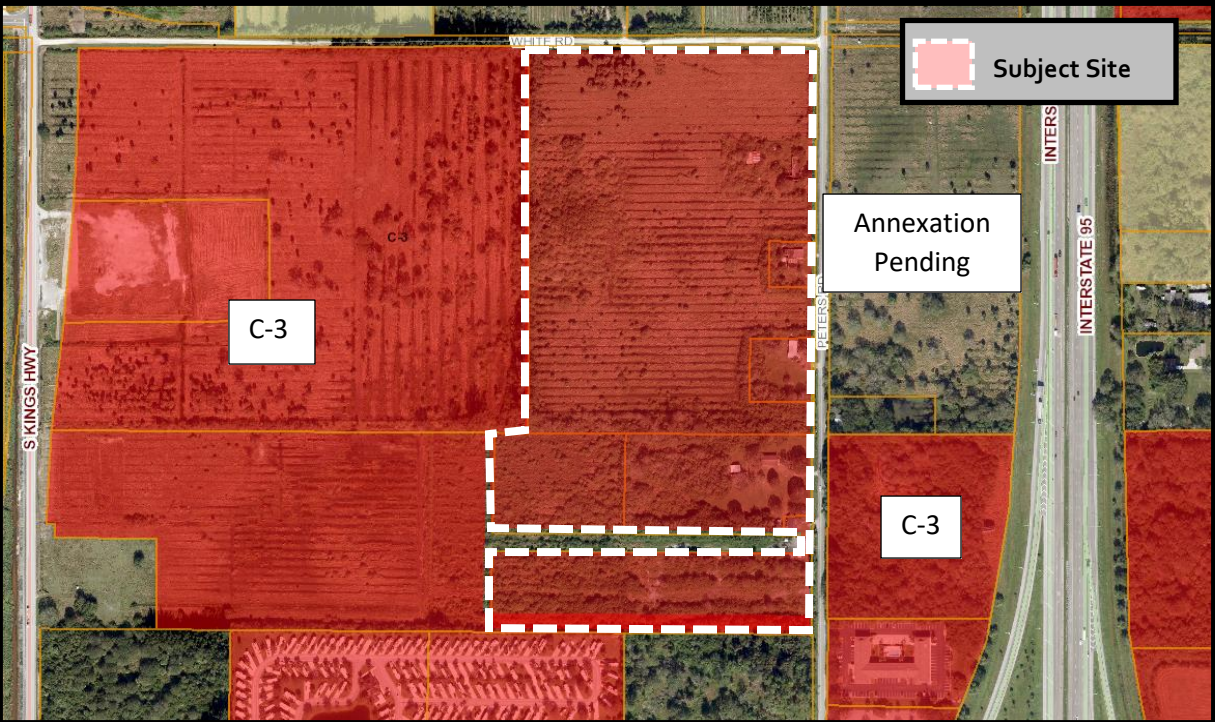 WHITE RD
Subject Site
INTERS
Annexation
Pending
INTERSTATE 95
C-3
C-3
PETERS RD
S KINGS HWY
C-3